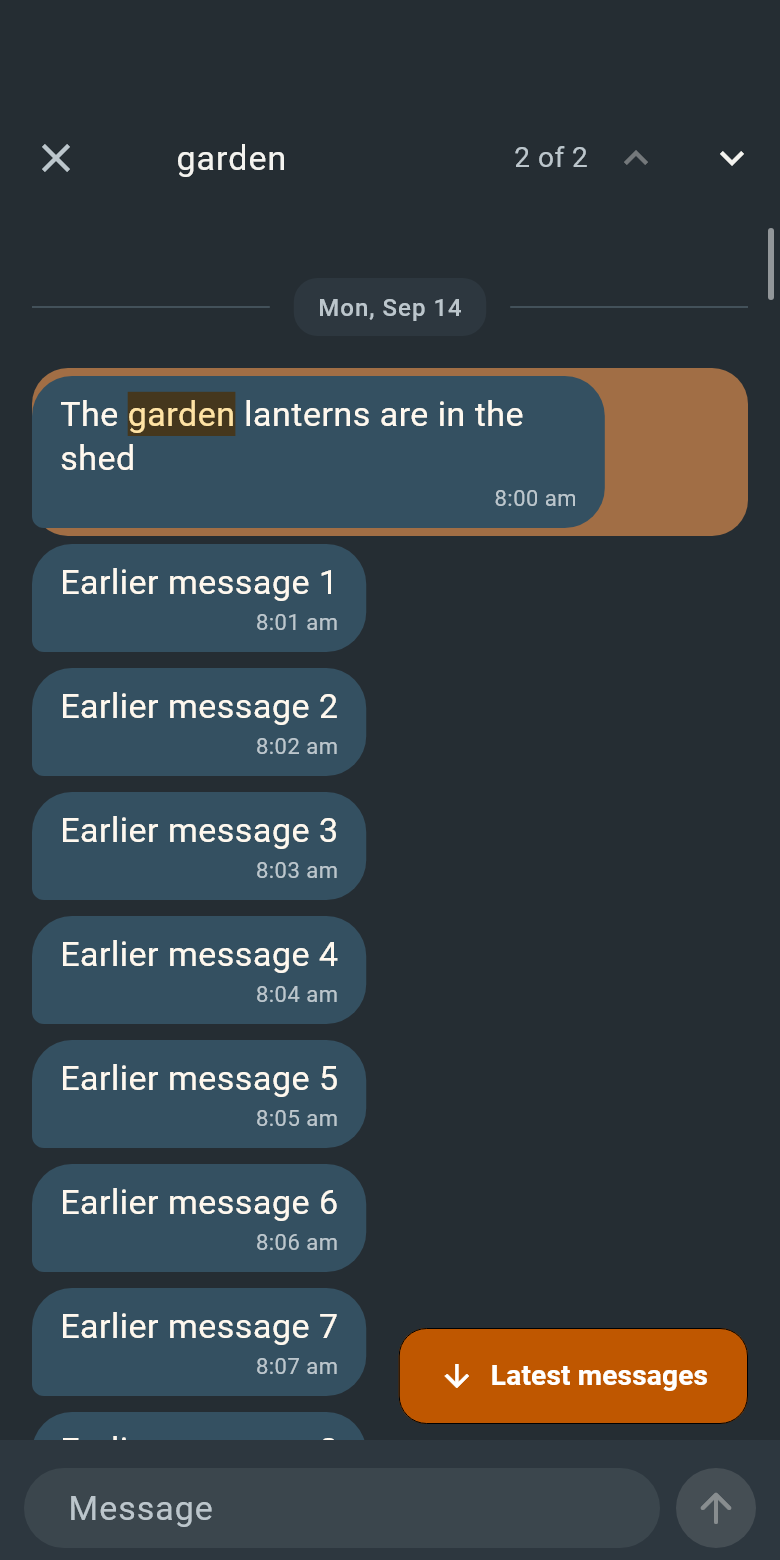 garden
2 of 2
Mon, Sep 14
The garden lanterns are in the
shed
8:00 am
Earlier message 1
8:01 am
Earlier message 2
8:02 am
Earlier message 3
8:03 am
Earlier message 4
8:04 am
Earlier message 5
8:05 am
Earlier message 6
8:06 am
Earlier message 7
8:07 am
Latest messages
Message